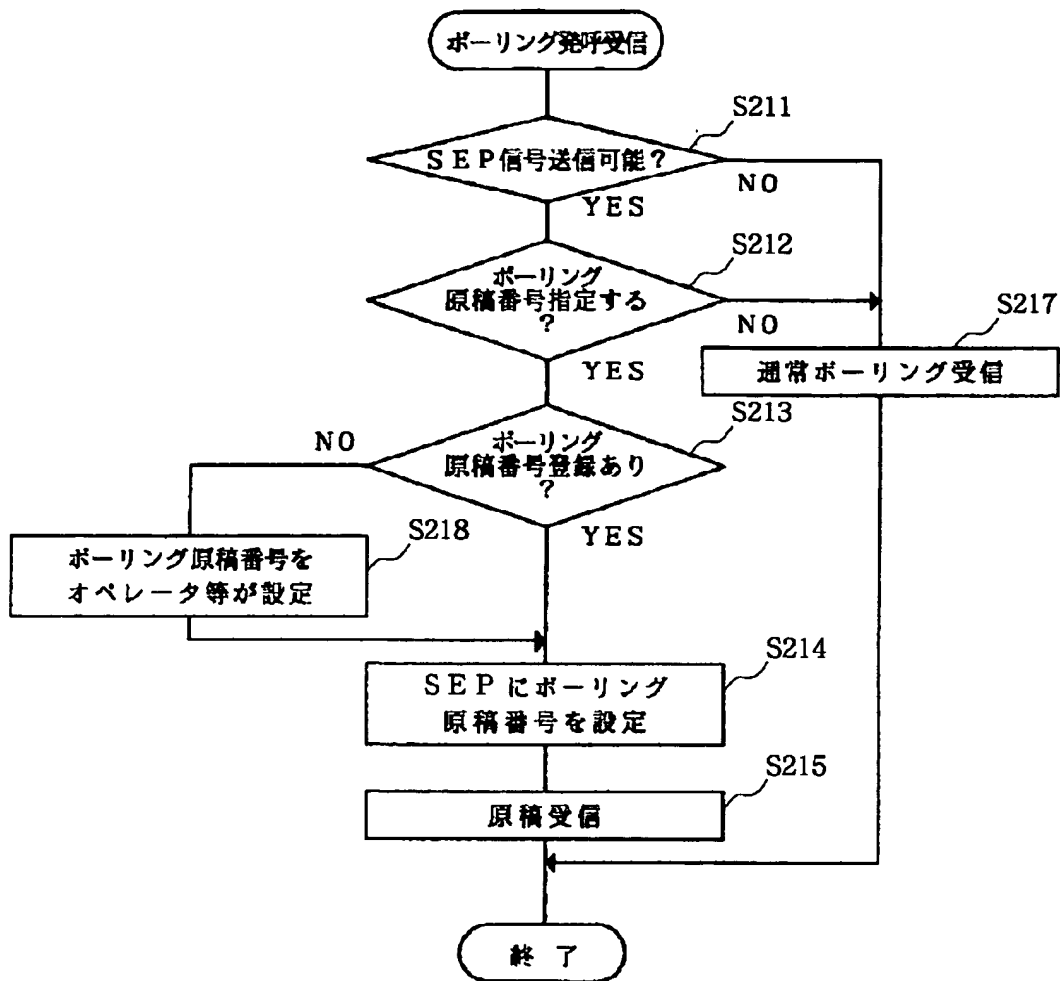 ポーリング発呼受信
S211
SEP信号送信可能?
NO
YES
S212
ポーリング
原稿番号指定する
?
NO
YES
S217
通常ポーリング受信
S213
ポーリング
原稿番号登録あり
?
NO
YES
S218
ポーリング原稿番号を
オペレータ等が設定
S214
SEPにポーリング
原稿番号を設定
S215
原稿受信
終了